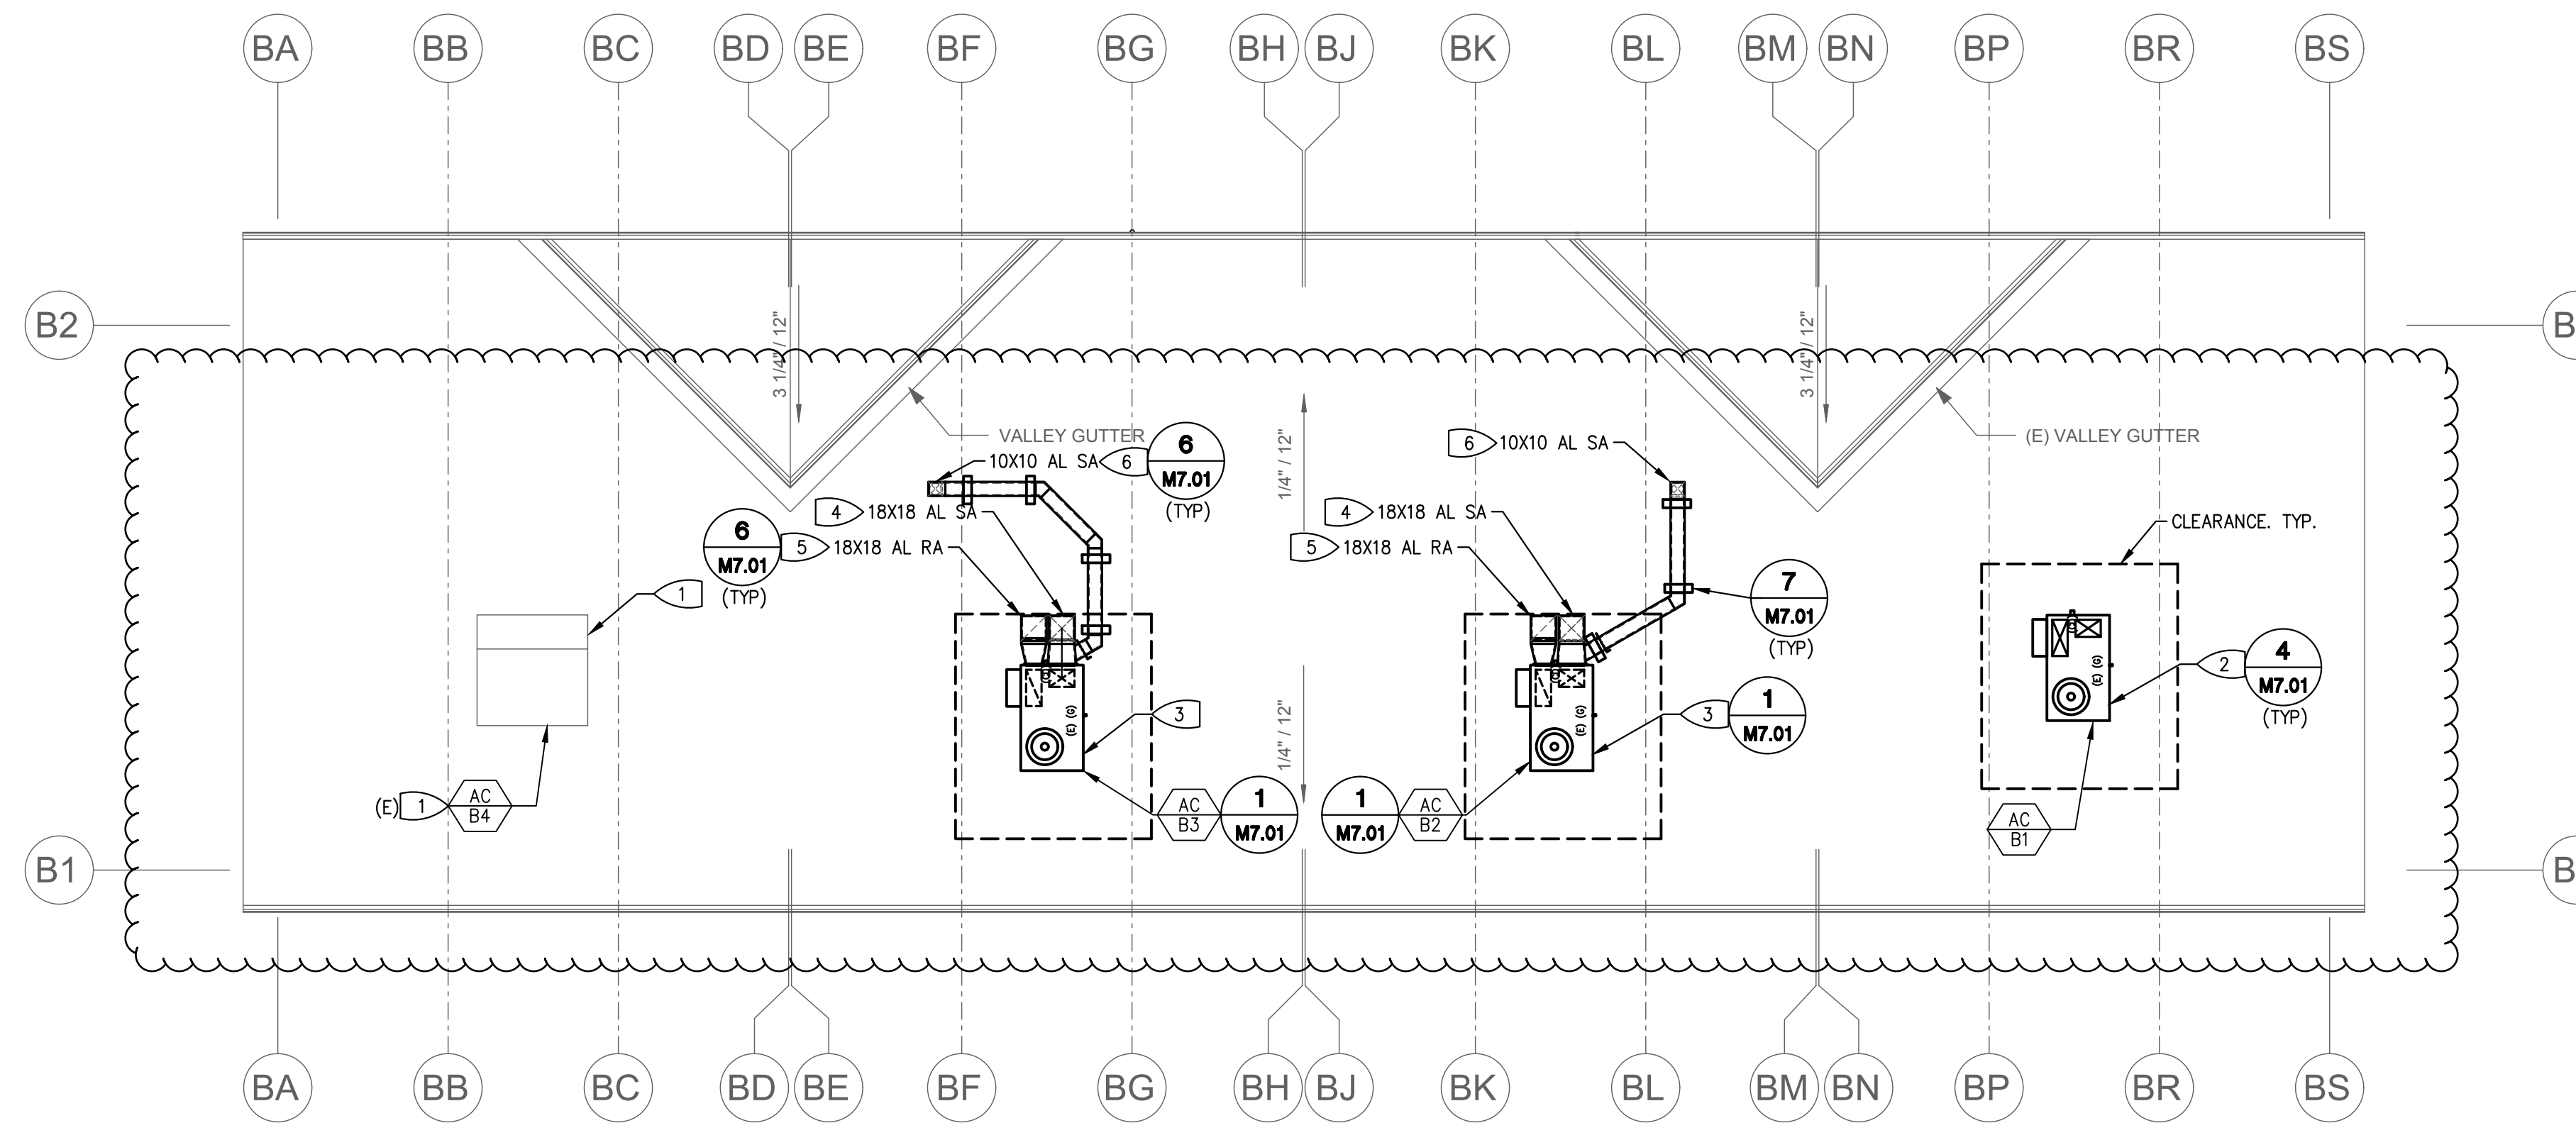 BA BB BC BD BE BF BG BH BJ BK BL BM BN BP BR BS
B2
B
3 1/4" / 12"
3 1/4" / 12"
VALLEY GUTTER
10X10 AL SA 6
6
M7.01
(TYP)
1/4" / 12"
6 10X10 AL SA
(E) VALLEY GUTTER
4 18X18 AL SA
6
M7.01
(TYP)
5 18X18 AL RA
4 18X18 AL SA
5 18X18 AL RA
CLEARANCE. TYP.
1
7
M7.01
(TYP)
(E) (G)
2
4
M7.01
(TYP)
(E) (G)
3
1/4" / 12"
(E) (G)
3
1
M7.01
(E) 1
AC
B4
AC
B3
1
M7.01
1
M7.01
AC
B2
AC
B1
B1
B
BA BB BC BD BE BF BG BH BJ BK BL BM BN BP BR BS